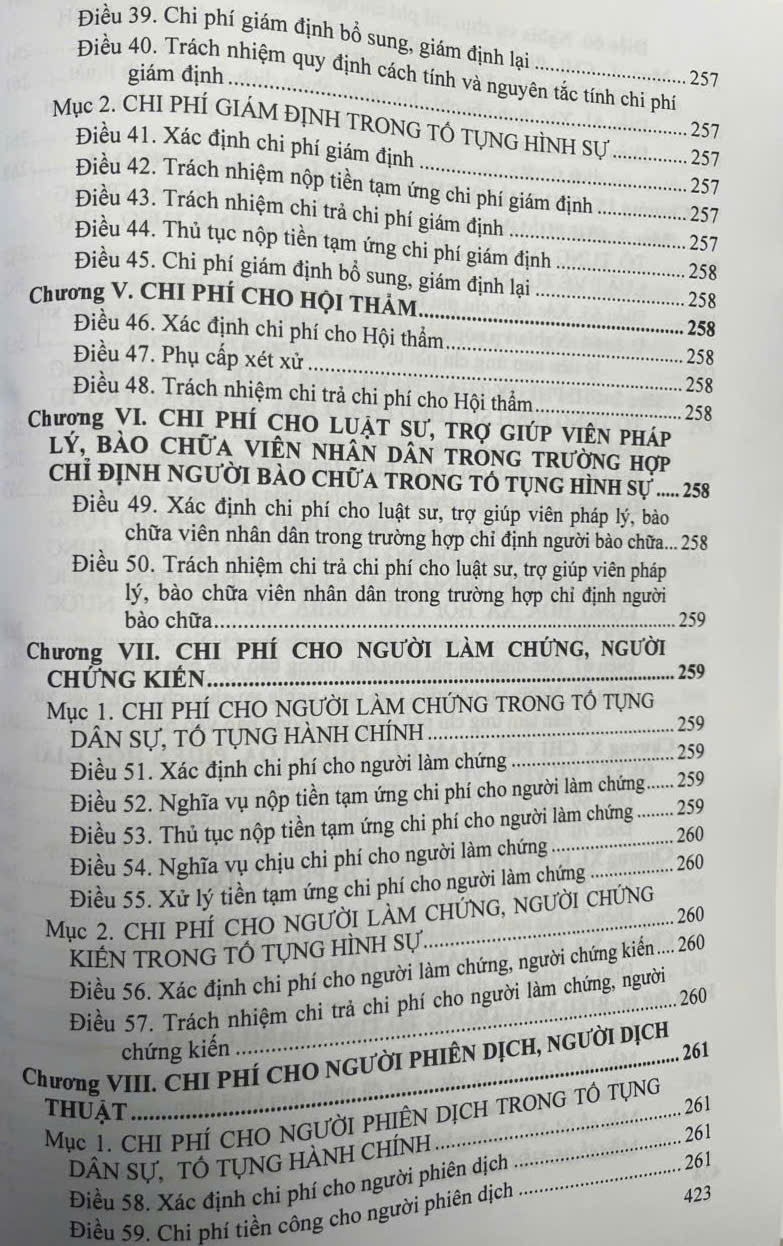 Điều 39. Chi phí giám định bổ sung, giám định lại ........................ 257
Điều 40. Trách nhiệm quy định cách tính và nguyên tắc tính chi phí
giám định ........................ 257
Mục 2. CHI PHÍ GIÁM ĐỊNH TRONG TỐ TỤNG HÌNH SỰ ............ 257
Điều 41. Xác định chi phí giám định ........................ 257
Điều 42. Trách nhiệm nộp tiền tạm ứng chi phí giám định .............. 257
Điều 43. Trách nhiệm chi trả chi phí giám định ........................ 257
Điều 44. Thủ tục nộp tiền tạm ứng chi phí giám định .................... 258
Điều 45. Chi phí giám định bổ sung, giám định lại ........................ 258
Chương V. CHI PHÍ CHO HỘI THẨM ........................ 258
Điều 46. Xác định chi phí cho Hội thẩm ........................ 258
Điều 47. Phụ cấp xét xử ........................ 258
Điều 48. Trách nhiệm chi trả chi phí cho Hội thẩm ........................ 258
Chương VI. CHI PHÍ CHO LUẬT SƯ, TRỢ GIÚP VIÊN PHÁP
LÝ, BÀO CHỮA VIÊN NHÂN DÂN TRONG TRƯỜNG HỢP
CHỈ ĐỊNH NGƯỜI BÀO CHỮA TRONG TỐ TỤNG HÌNH SỰ ..... 258
Điều 49. Xác định chi phí cho luật sư, trợ giúp viên pháp lý, bào
chữa viên nhân dân trong trường hợp chỉ định người bào chữa... 258
Điều 50. Trách nhiệm chi trả chi phí cho luật sư, trợ giúp viên pháp
lý, bào chữa viên nhân dân trong trường hợp chỉ định người
bào chữa ........................ 259
Chương VII. CHI PHÍ CHO NGƯỜI LÀM CHỨNG, NGƯỜI
CHỨNG KIẾN ........................ 259
Mục 1. CHI PHÍ CHO NGƯỜI LÀM CHỨNG TRONG TỐ TỤNG
DÂN SỰ, TỐ TỤNG HÀNH CHÍNH ........................ 259
Điều 51. Xác định chi phí cho người làm chứng ........................ 259
Điều 52. Nghĩa vụ nộp tiền tạm ứng chi phí cho người làm chứng...... 259
Điều 53. Thủ tục nộp tiền tạm ứng chi phí cho người làm chứng ........ 259
Điều 54. Nghĩa vụ chịu chi phí cho người làm chứng ........................ 260
Điều 55. Xử lý tiền tạm ứng chi phí cho người làm chứng .............. 260
Mục 2. CHI PHÍ CHO NGƯỜI LÀM CHỨNG, NGƯỜI CHỨNG
KIẾN TRONG TỐ TỤNG HÌNH SỰ ........................ 260
Điều 56. Xác định chi phí cho người làm chứng, người chứng kiến .... 260
Điều 57. Trách nhiệm chi trả chi phí cho người làm chứng, người
chứng kiến ........................ 260
Chương VIII. CHI PHÍ CHO NGƯỜI PHIÊN DỊCH, NGƯỜI DỊCH
THUẬT ........................ 261
Mục 1. CHI PHÍ CHO NGƯỜI PHIÊN DỊCH TRONG TỐ TỤNG
DÂN SỰ, TỐ TỤNG HÀNH CHÍNH ........................ 261
Điều 58. Xác định chi phí cho người phiên dịch ........................ 261
Điều 59. Chi phí tiền công cho người phiên dịch ........................ 261
423